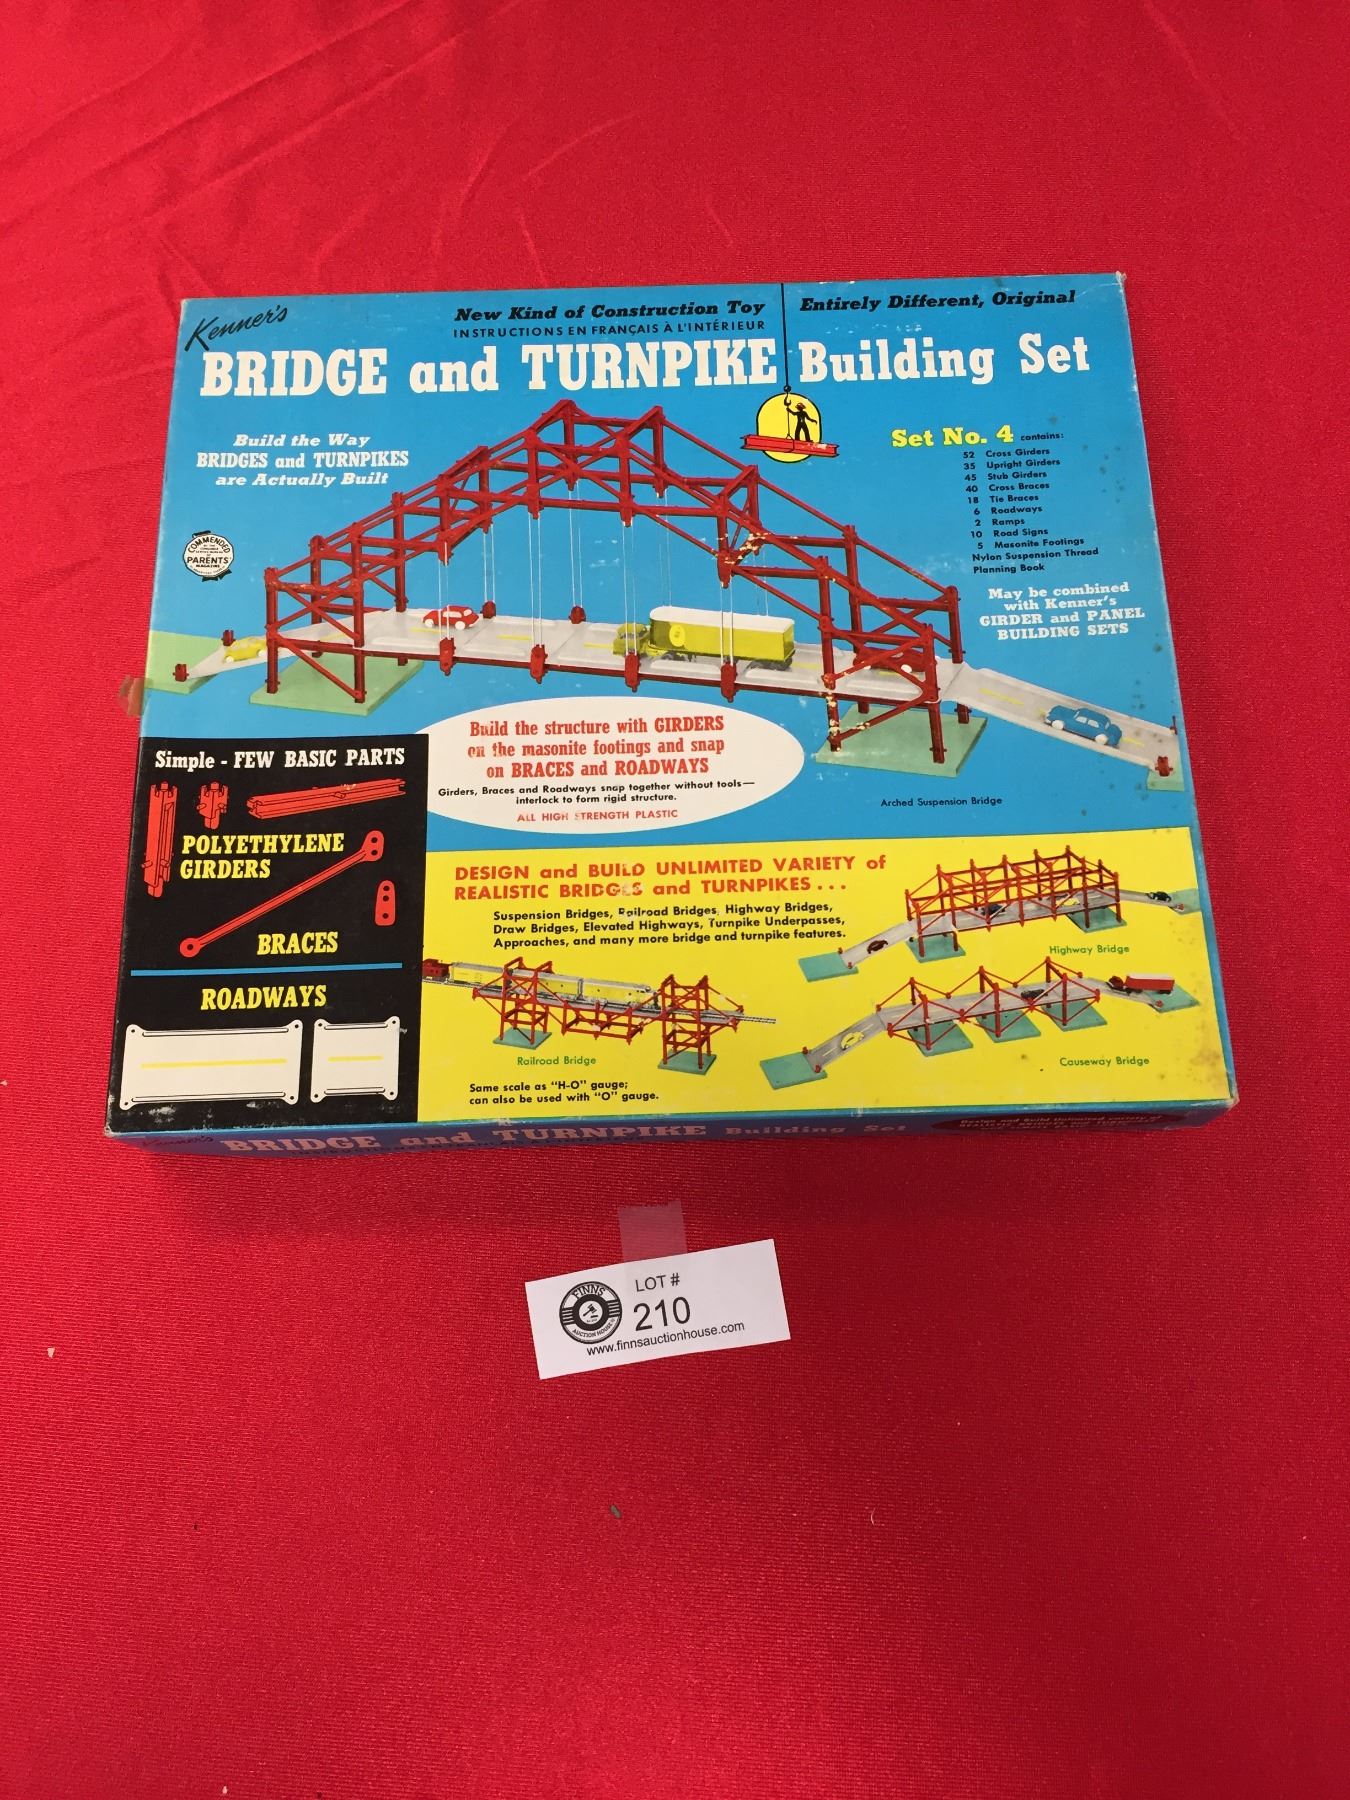 Kenner's
New Kind of Construction Toy
INSTRUCTIONS EN FRANÇAIS À L'INTÉRIEUR
Entirely Different, Original
BRIDGE and TURNPIKE Building Set
Build the Way
BRIDGES and TURNPIKES
are Actually Built
COMMENDED
PARENTS'
MAGAZINE
Set No. 4 contains:
52 Cross Girders
35 Upright Girders
45 Stub Girders
40 Cross Braces
18 Tie Braces
6 Roadways
2 Ramps
10 Road Signs
5 Masonite Footings
Nylon Suspension Thread
Planning Book
May be combined
with Kenner's
GIRDER and PANEL
BUILDING SETS
Build the structure with GIRDERS
on the masonite footings and snap
on BRACES and ROADWAYS
Girders, Braces and Roadways snap together without tools—
interlock to form rigid structure.
ALL HIGH STRENGTH PLASTIC
Arched Suspension Bridge
Simple - FEW BASIC PARTS
POLYETHYLENE
GIRDERS
BRACES
ROADWAYS
DESIGN and BUILD UNLIMITED VARIETY of
REALISTIC BRIDGES and TURNPIKES . . .
Suspension Bridges, Railroad Bridges, Highway Bridges,
Draw Bridges, Elevated Highways, Turnpike Underpasses,
Approaches, and many more bridge and turnpike features.
Highway Bridge
Railroad Bridge
Causeway Bridge
Same scale as "H-O" gauge;
can also be used with "O" gauge.
Kenner's BRIDGE and TURNPIKE Building Set
FINNS
AUCTION HOUSE
LOT #
210
www.finnsauctionhouse.com